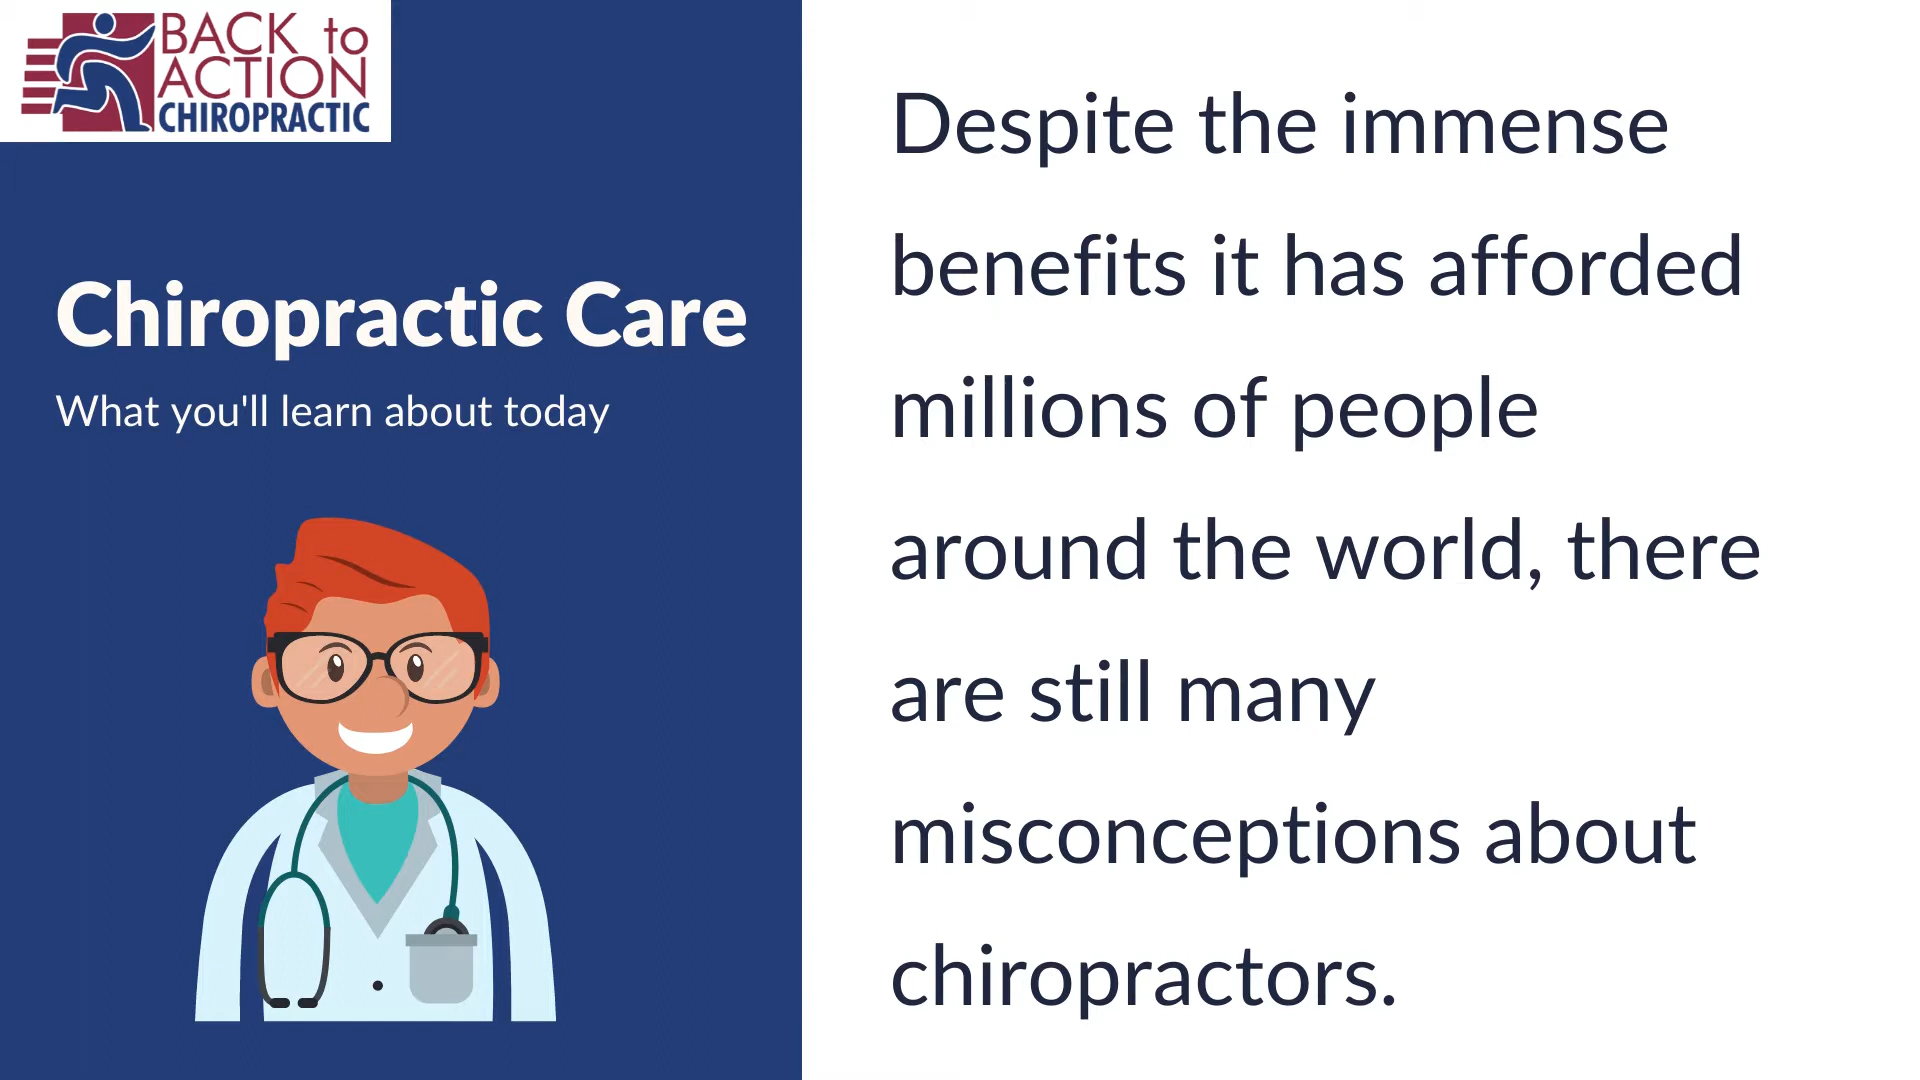 BACK to
ACTION
CHIROPRACTIC
Chiropractic Care
What you'll learn about today
Despite the immense
benefits it has afforded
millions of people
around the world, there
are still many
misconceptions about
chiropractors.